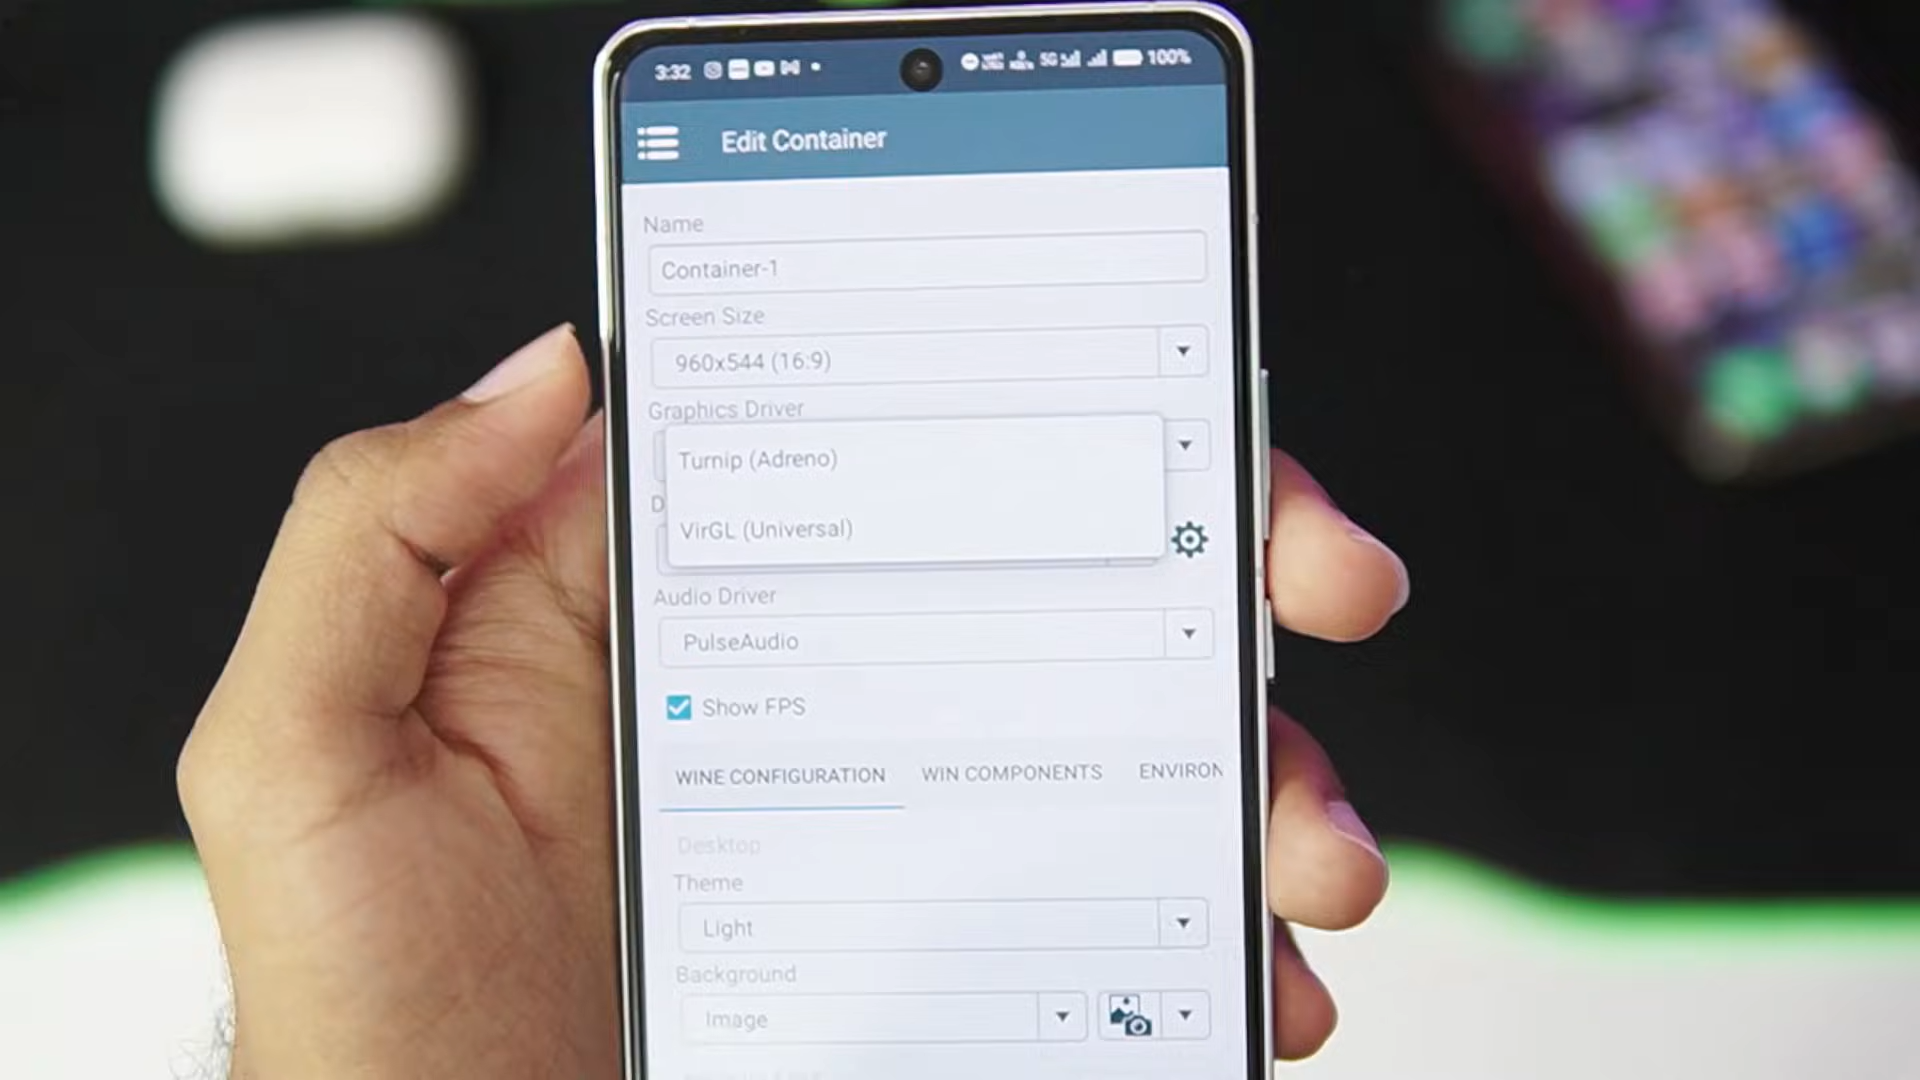 3:32 5G 100%
Edit Container
Name
Container-1
Screen Size
960x544 (16:9)
Graphics Driver
Turnip (Adreno)
D
VirGL (Universal)
Audio Driver
PulseAudio
Show FPS
WINE CONFIGURATION WIN COMPONENTS ENVIRON
Desktop
Theme
Light
Background
Image